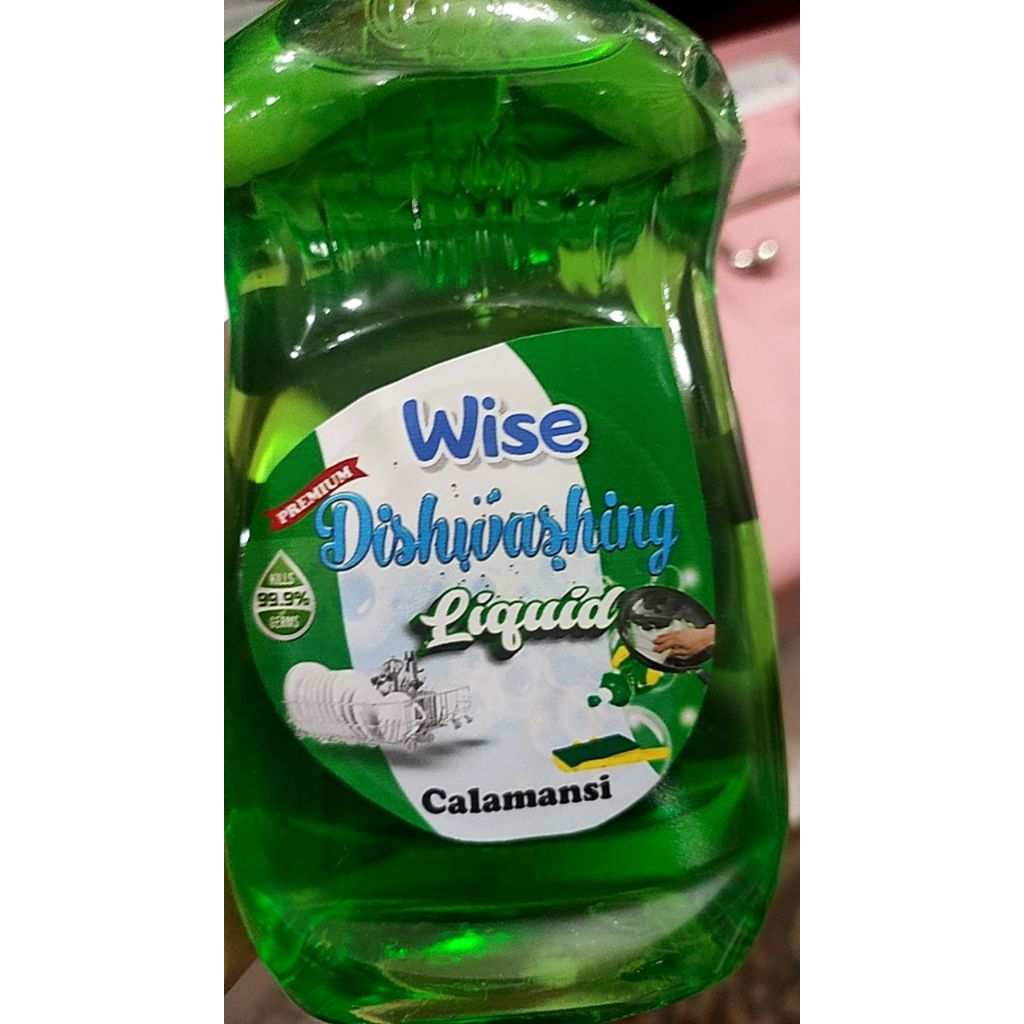 Wise
PREMIUM
Dishwashing
Liquid
KILLS
99.9%
GERMS
Calamansi